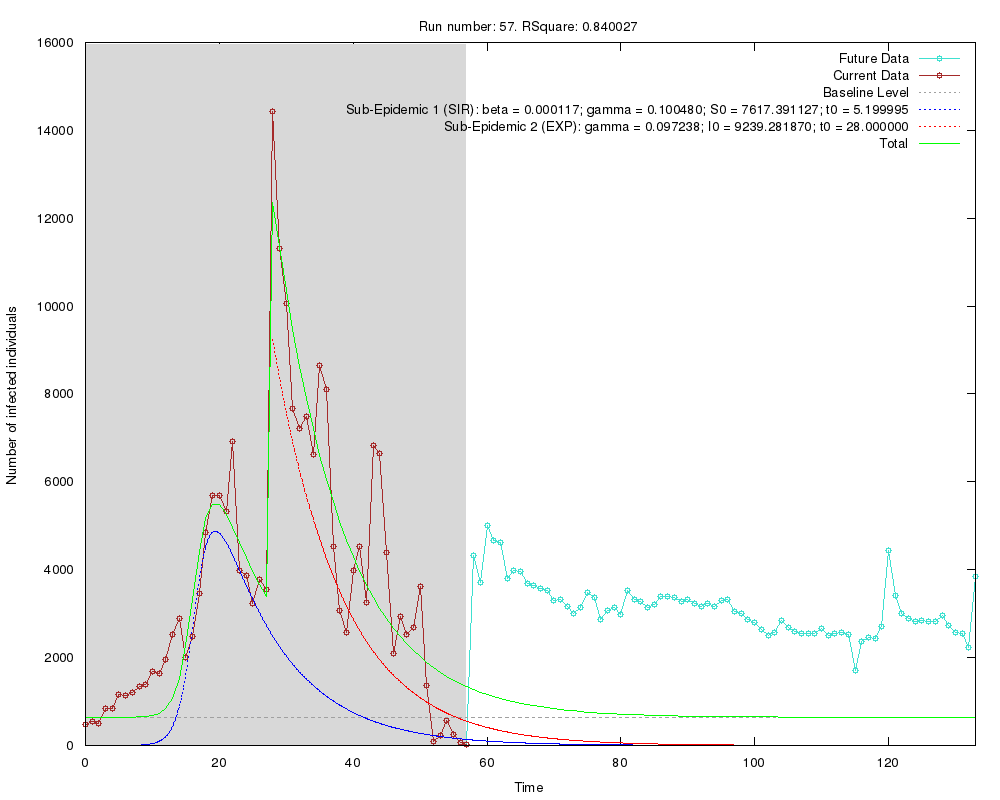 Run number: 57. RSquare: 0.840027
16000
14000
12000
10000
8000
6000
4000
2000
0
Number of infected individuals
Future Data
Current Data
Baseline Level
Sub-Epidemic 1 (SIR): beta = 0.000117; gamma = 0.100480; S0 = 7617.391127; t0 = 5.199995
Sub-Epidemic 2 (EXP): gamma = 0.097238; I0 = 9239.281870; t0 = 28.000000
Total
0 20 40 60 80 100 120
Time